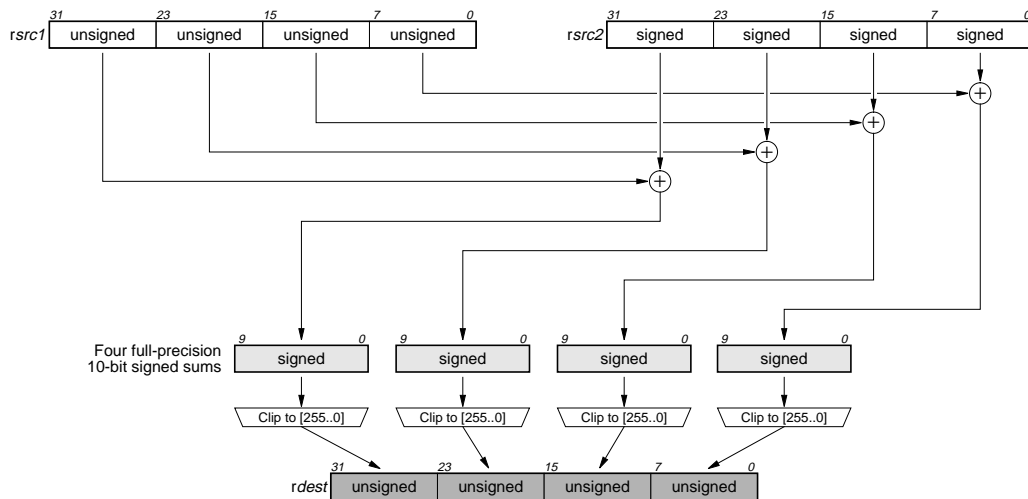 31 23 15 7 0 31 23 15 7 0
rsrc1 unsigned unsigned unsigned unsigned rsrc2 signed signed signed signed
+
+
+
+
9 0 9 0 9 0 9 0
Four full-precision
10-bit signed sums
signed signed signed signed
Clip to [255..0] Clip to [255..0] Clip to [255..0] Clip to [255..0]
31 23 15 7 0
rdest unsigned unsigned unsigned unsigned